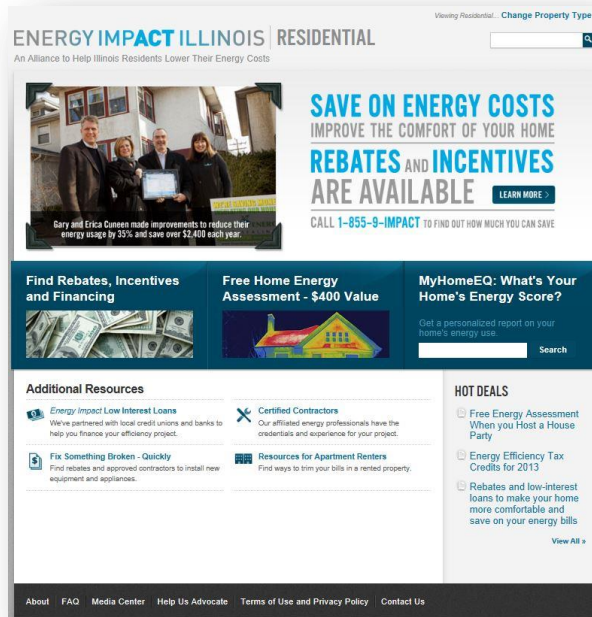 Viewing Residential... Change Property Type
ENERGY IMPACT ILLINOIS RESIDENTIAL
An Alliance to Help Illinois Residents Lower Their Energy Costs
Gary and Erica Cuneen made improvements to reduce their
energy usage by 35% and save over $2,400 each year.
SAVE ON ENERGY COSTS
IMPROVE THE COMFORT OF YOUR HOME
REBATES AND INCENTIVES
ARE AVAILABLE
LEARN MORE >
CALL 1-855-9-IMPACT TO FIND OUT HOW MUCH YOU CAN SAVE
Find Rebates, Incentives
and Financing
Free Home Energy
Assessment - $400 Value
MyHomeEQ: What's Your
Home's Energy Score?
Get a personalized report on your
home's energy use.
Search
Additional Resources
Energy Impact Low Interest Loans
We've partnered with local credit unions and banks to
help you finance your efficiency project.
Certified Contractors
Our affiliated energy professionals have the
credentials and experience for your project.
Fix Something Broken - Quickly
Find rebates and approved contractors to install new
equipment and appliances.
Resources for Apartment Renters
Find ways to trim your bills in a rented property.
HOT DEALS
Free Energy Assessment
When you Host a House
Party
Energy Efficiency Tax
Credits for 2013
Rebates and low-interest
loans to make your home
more comfortable and
save on your energy bills
View All »
About FAQ Media Center Help Us Advocate Terms of Use and Privacy Policy Contact Us